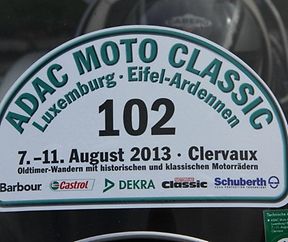 ADAC MOTO CLASSIC
Luxemburg · Eifel-Ardennen
102
7.–11. August 2013 · Clervaux
Oldtimer-Wandern mit historischen und klassischen Motorrädern
Barbour Castrol DEKRA Classic Schuberth